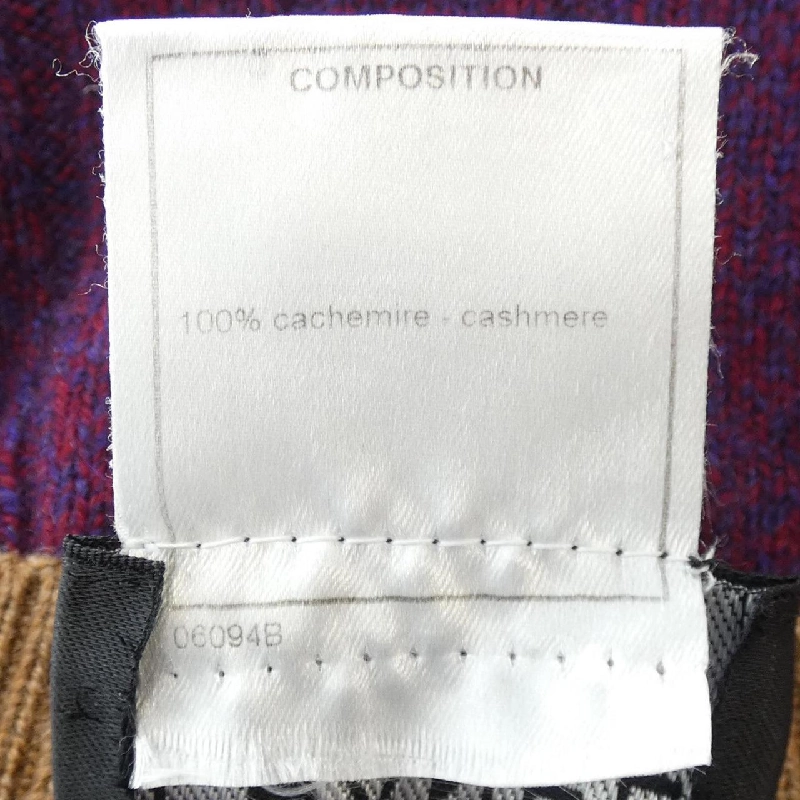 COMPOSITION
100% cachemire - cashmere
06094B